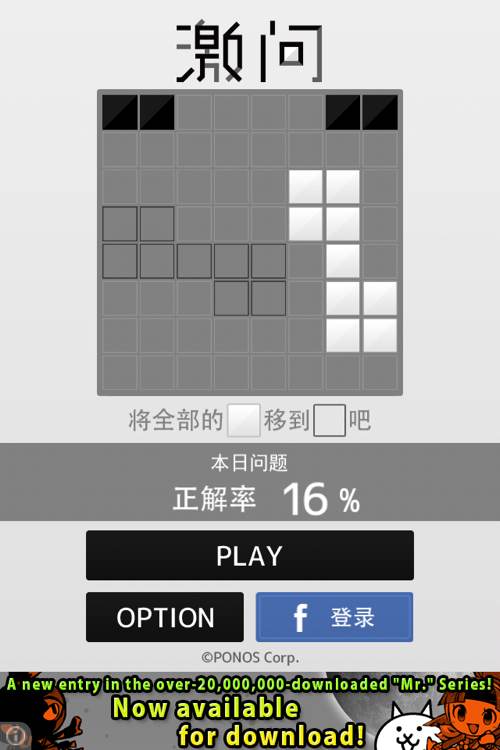 激问
将全部的 移到 吧
本日问题
正解率 16 %
PLAY
OPTION
f 登录
©PONOS Corp.
A new entry in the over-20,000,000-downloaded "Mr." Series!
Now available
for download!